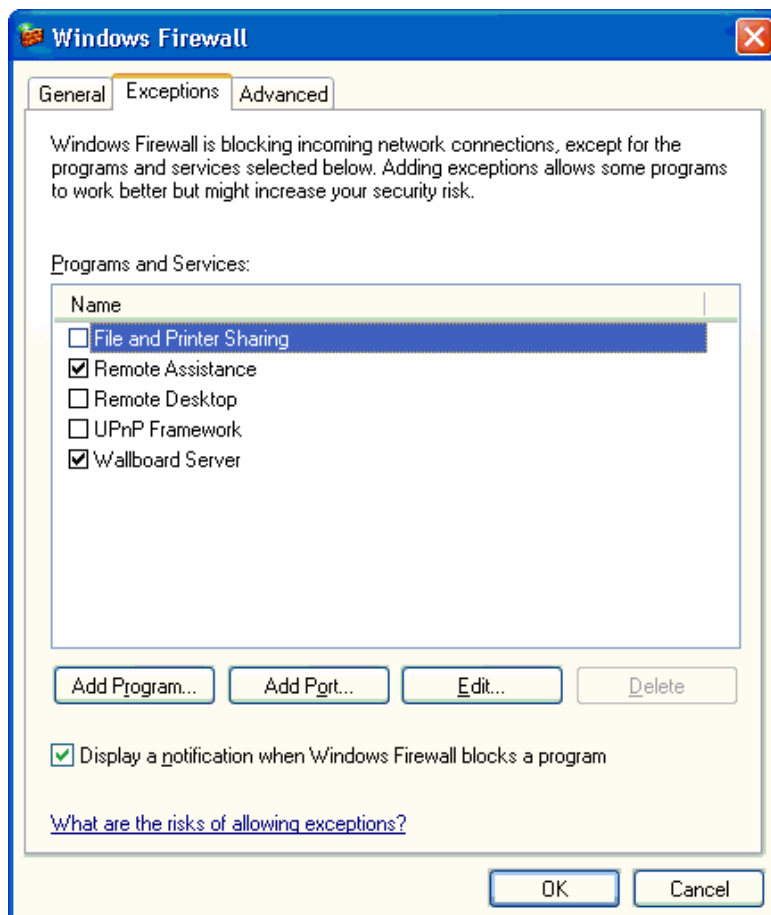 Windows Firewall
General
Exceptions
Advanced
Windows Firewall is blocking incoming network connections, except for the
programs and services selected below. Adding exceptions allows some programs
to work better but might increase your security risk.
Programs and Services:
Name
File and Printer Sharing
Remote Assistance
Remote Desktop
UPnP Framework
Wallboard Server
Add Program...
Add Port...
Edit...
Delete
Display a notification when Windows Firewall blocks a program
What are the risks of allowing exceptions?
OK
Cancel